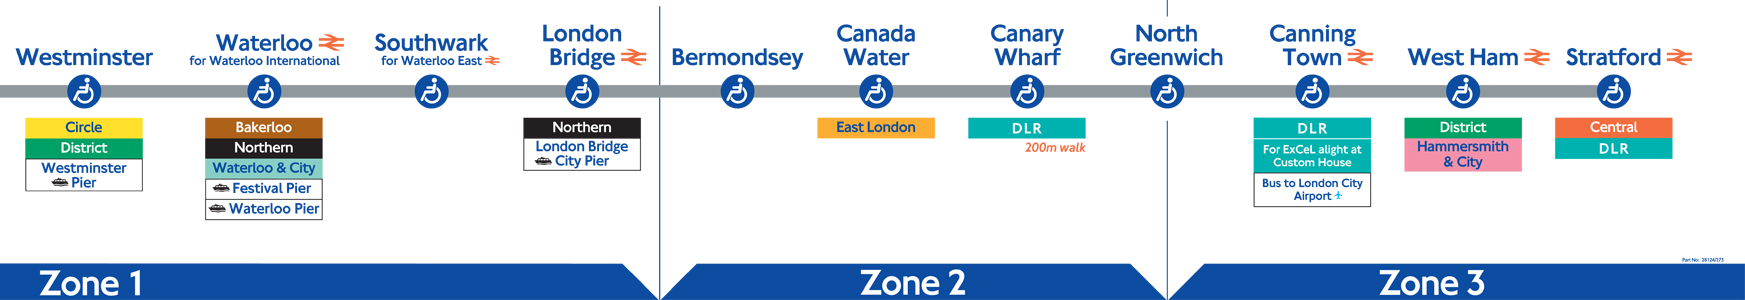 Westminster
Circle
District
Westminster
Pier
Waterloo
for Waterloo International
Bakerloo
Northern
Waterloo & City
Festival Pier
Waterloo Pier
Southwark
for Waterloo East
London
Bridge
Northern
London Bridge
City Pier
Bermondsey
Canada
Water
East London
Canary
Wharf
DLR
200m walk
North
Greenwich
Canning
Town
DLR
For ExCeL alight at
Custom House
Bus to London City
Airport
West Ham
District
Hammersmith
& City
Stratford
Central
DLR
Part No: 28124/273
Zone 1
Zone 2
Zone 3